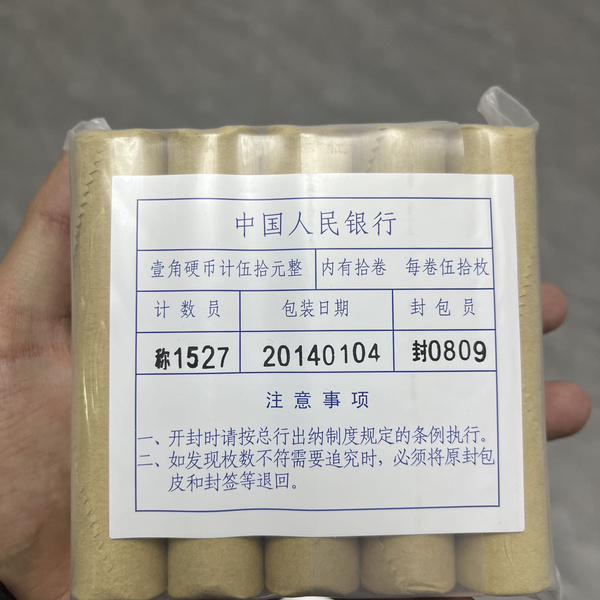 中国人民银行
壹角硬币计伍拾元整 内有拾卷 每卷伍拾枚
计数员 包装日期 封包员
称1527 20140104 封0809
注意事项
一、开封时请按总行出纳制度规定的条例执行。
二、如发现枚数不符需要追究时，必须将原封包
皮和封签等退回。